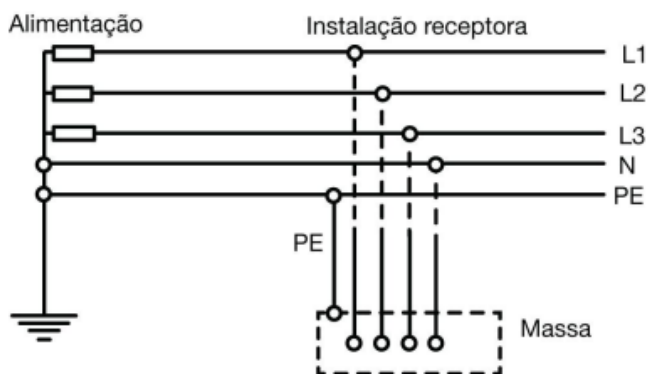 Alimentação
Instalação receptora
L1
L2
L3
N
PE
PE
Massa